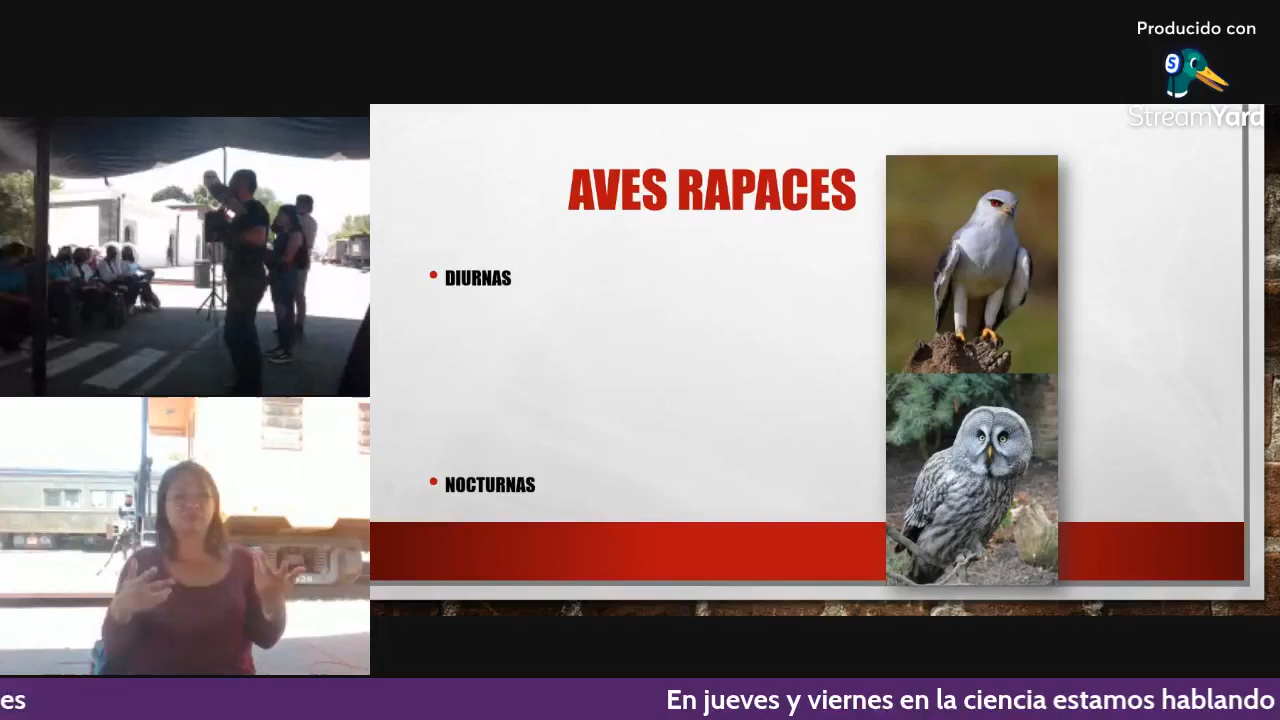 Producido con
StreamYard
AVES RAPACES
DIURNAS
NOCTURNAS
es
En jueves y viernes en la ciencia estamos hablando